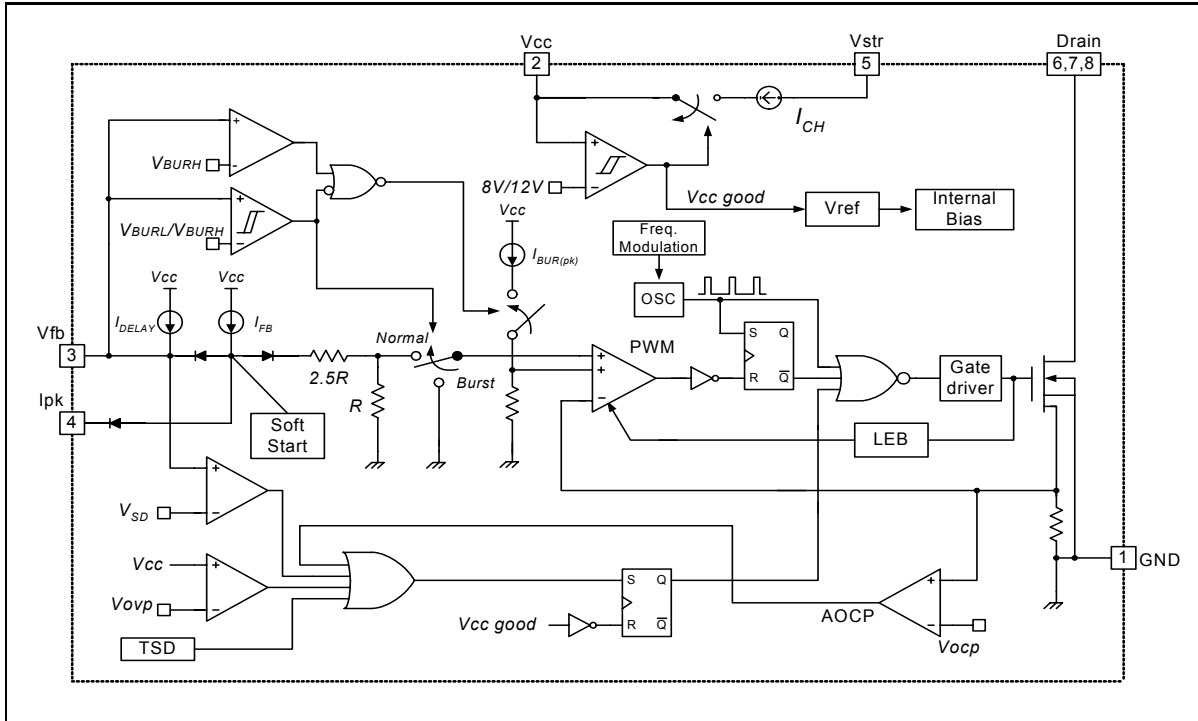 Vcc
Vstr
Drain
2
5
6,7,8
I_CH
+
V_BURH
-
8V/12V
+
-
Vcc good
Vref
Internal
Bias
+
V_BURL/V_BURH
-
Vcc
I_BUR(pk)
Freq.
Modulation
OSC
Vcc
Vcc
I_DELAY
I_FB
Vfb
3
Normal
2.5R
R
Burst
PWM
+
+
-
S
Q
R
Q̅
Gate
driver
LEB
Ipk
4
Soft
Start
+
V_SD
-
Vcc
+
Vovp
-
TSD
S
Q
R
Q̅
Vcc good
AOCP
+
-
Vocp
1
GND